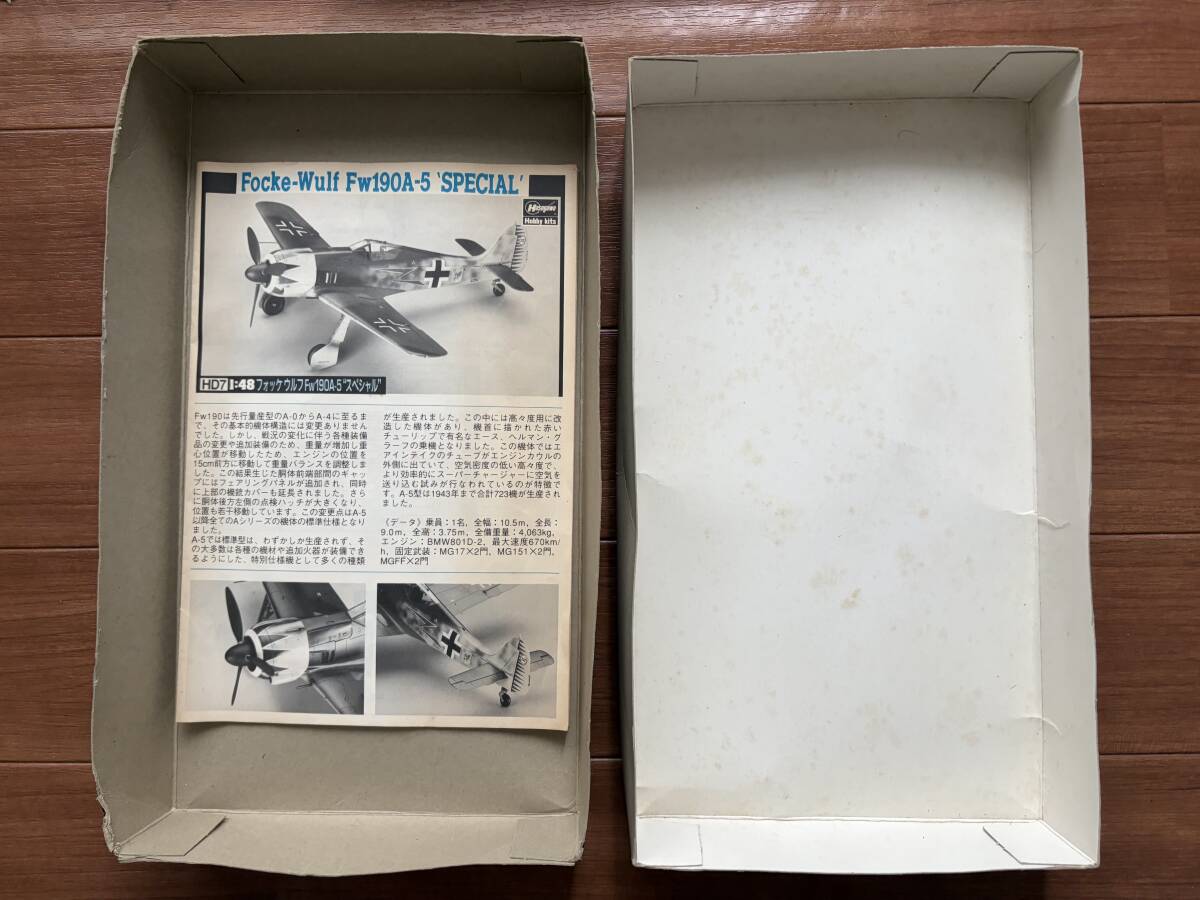 Focke-Wulf Fw190A-5 'SPECIAL'
Hasegawa
Hobby kits
HD7 1:48 フォッケウルフFw190A-5"スペシャル"
Fw190は先行量産型のA-0からA-4に至るま
で、その基本的機体構造には変更ありません
でした。しかし、戦況の変化に伴う各種装備
品の変更や追加装備のため、重量が増加し重
心位置が移動したため、エンジンの位置を
15cm前方に移動して重量バランスを調整しま
した。この結果生じた胴体前端部間のギャッ
プにはフェアリングパネルが追加され、同時
に上部の機銃カバーも延長されました。さら
に胴体後方左側の点検ハッチが大きくなり、
位置も若干移動しています。この変更点はA-5
以降全てのAシリーズの機体の標準仕様となり
ました。
A-5では標準型は、わずかしか生産されず、そ
の大多数は各種の機材や追加火器が装備でき
るようにした、特別仕様機として多くの種類
が生産されました。この中には高々度用に改
造した機体があり、機首に描かれた赤い
チューリップで有名なエース、ヘルマン・グ
ラーフの乗機となりました。この機体ではエ
アインテイクのチューブがエンジンカウルの
外側に出ていて、空気密度の低い高々度で、
より効率的にスーパーチャージャーに空気を
送り込む試みが行なわれているのが特徴で
す。A-5型は1943年まで合計723機が生産され
ました。
《データ》乗員：1名、全幅：10.5m、全長：
9.0m、全高：3.75m、全備重量：4,063kg、
エンジン：BMW801D-2、最大速度670km/
h、固定武装：MG17×2門、MG151×2門、
MGFF×2門